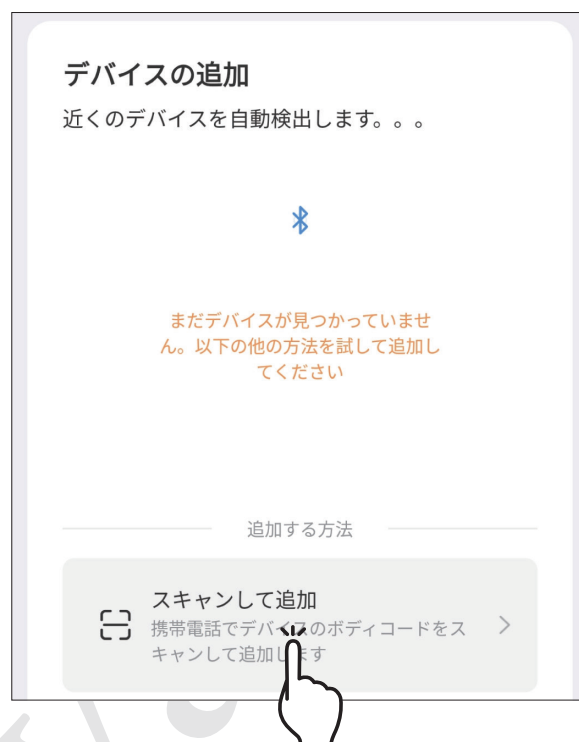 デバイスの追加
近くのデバイスを自動検出します。。。
まだデバイスが見つかっていませ
ん。以下の他の方法を試して追加し
てください
追加する方法
スキャンして追加
携帯電話でデバイスのボディコードをス
キャンして追加します